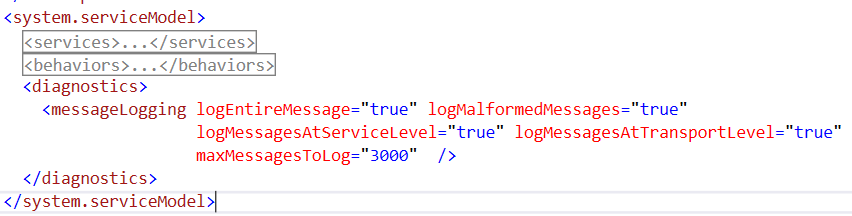 <system.serviceModel>
<services>...</services>
<behaviors>...</behaviors>
<diagnostics>
<messageLogging logEntireMessage="true" logMalformedMessages="true"
logMessagesAtServiceLevel="true" logMessagesAtTransportLevel="true"
maxMessagesToLog="3000"  />
</diagnostics>
</system.serviceModel>